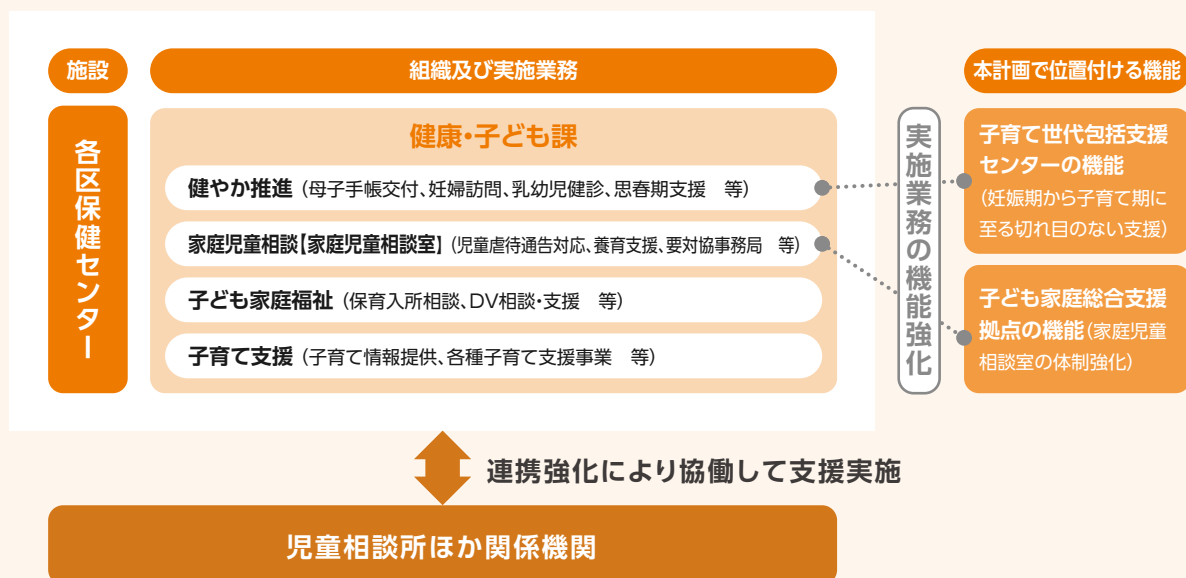 施設
組織及び実施業務
本計画で位置付ける機能
各区保健センター
健康・子ども課
健やか推進（母子手帳交付、妊婦訪問、乳幼児健診、思春期支援　等）
家庭児童相談【家庭児童相談室】（児童虐待通告対応、養育支援、要対協事務局　等）
子ども家庭福祉（保育入所相談、DV相談・支援　等）
子育て支援（子育て情報提供、各種子育て支援事業　等）
実施業務の機能強化
子育て世代包括支援
センターの機能
（妊娠期から子育て期に
至る切れ目のない支援）
子ども家庭総合支援
拠点の機能（家庭児童
相談室の体制強化）
連携強化により協働して支援実施
児童相談所ほか関係機関